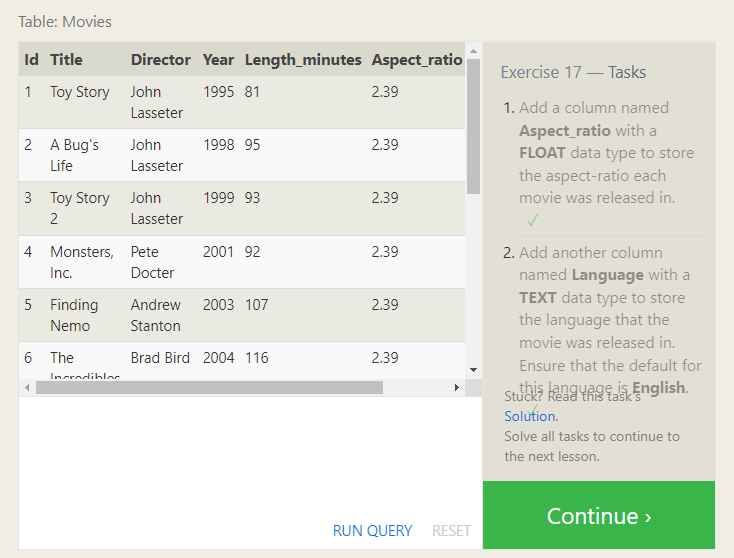 Table: Movies
Id Title Director Year Length_minutes Aspect_ratio
1 Toy Story John Lasseter 1995 81 2.39
2 A Bug's Life John Lasseter 1998 95 2.39
3 Toy Story 2 John Lasseter 1999 93 2.39
4 Monsters, Inc. Pete Docter 2001 92 2.39
5 Finding Nemo Andrew Stanton 2003 107 2.39
6 The Incredibles Brad Bird 2004 116 2.39
RUN QUERY RESET
Exercise 17 — Tasks
1. Add a column named
Aspect_ratio with a
FLOAT data type to store
the aspect-ratio each
movie was released in.
✓
2. Add another column
named Language with a
TEXT data type to store
the language that the
movie was released in.
Ensure that the default for
this language is English.
✓
Stuck? Read this task's
Solution.
Solve all tasks to continue to
the next lesson.
Continue ›